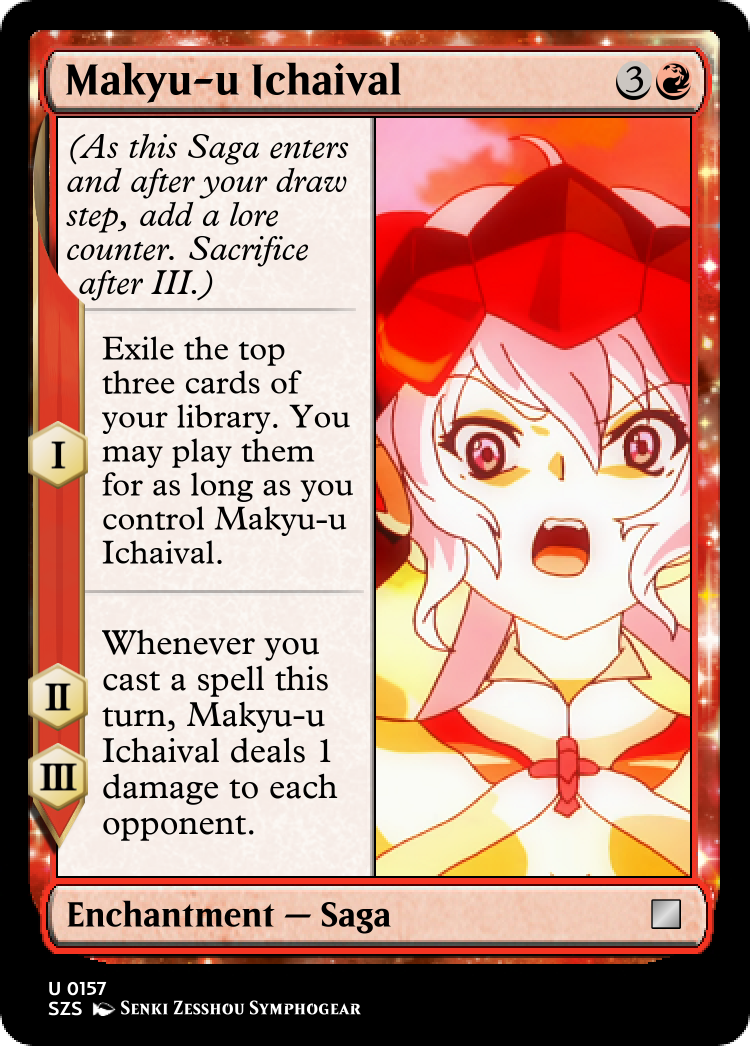 Makyu-u Ichaival 3
(As this Saga enters
and after your draw
step, add a lore
counter. Sacrifice
after III.)
I
Exile the top
three cards of
your library. You
may play them
for as long as you
control Makyu-u
Ichaival.
II
III
Whenever you
cast a spell this
turn, Makyu-u
Ichaival deals 1
damage to each
opponent.
Enchantment — Saga
U 0157
SZS Senki Zesshou Symphogear